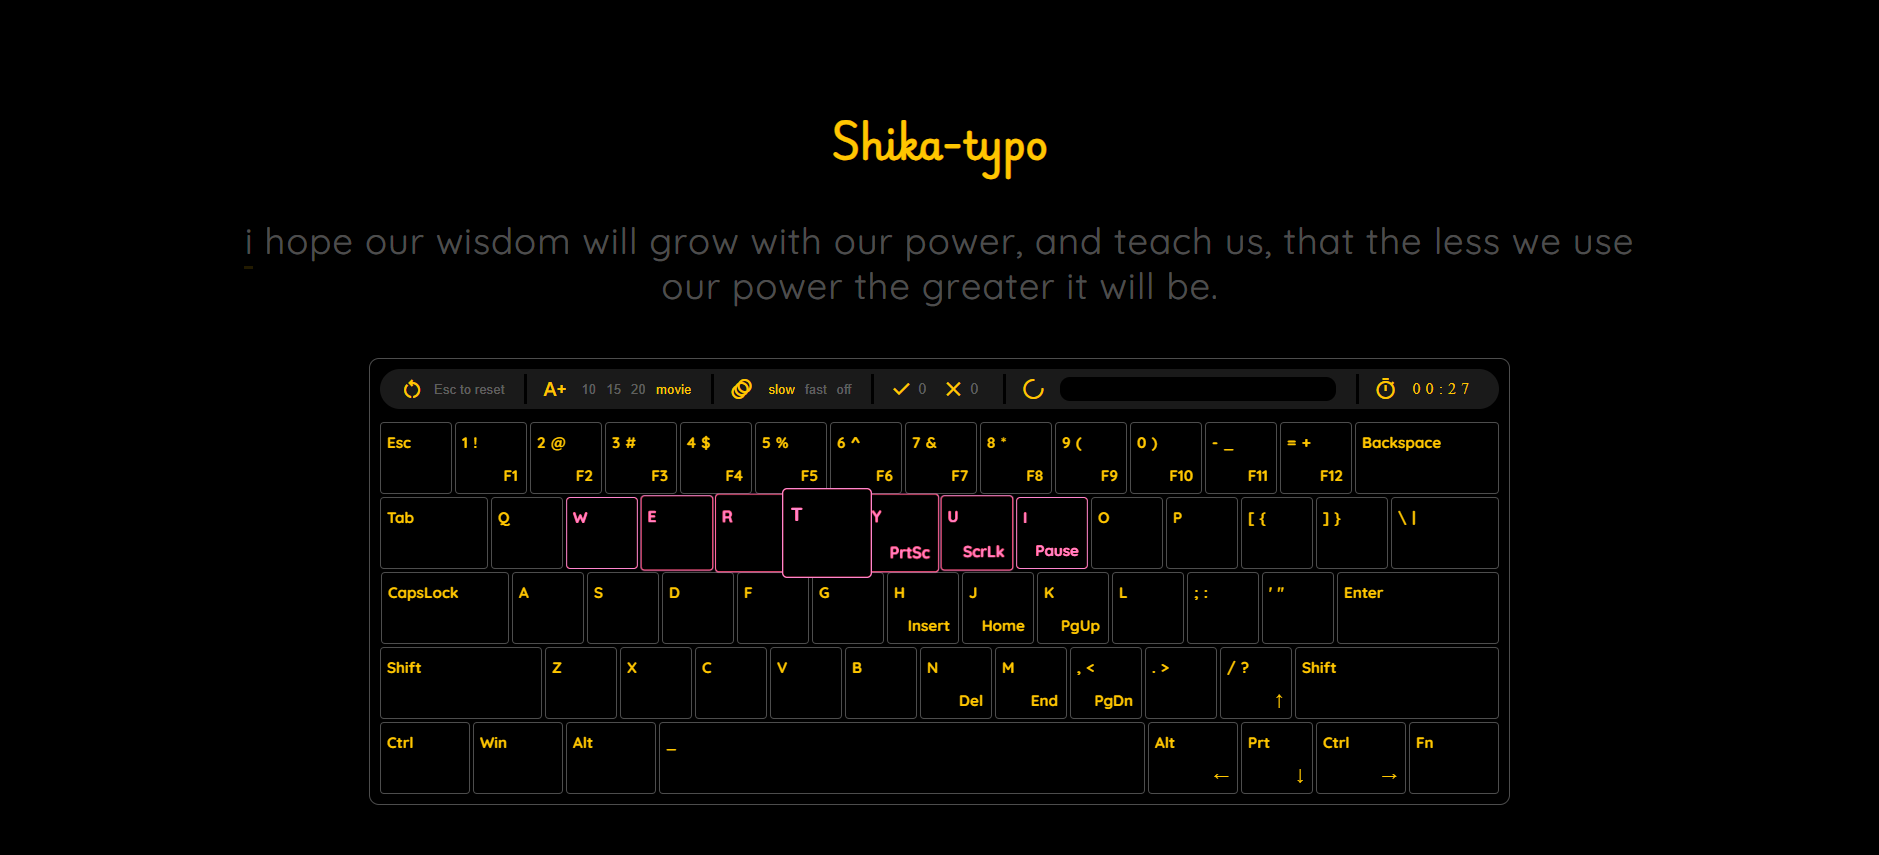 Shika-typo
i hope our wisdom will grow with our power, and teach us, that the less we use
our power the greater it will be.
Esc to reset A+ 10 15 20 movie slow fast off 0 0 00:27
Esc 1 ! 2 @ 3 # 4 $ 5 % 6 ^ 7 & 8 * 9 ( 0 ) - _ = + Backspace
F1 F2 F3 F4 F5 F6 F7 F8 F9 F10 F11 F12
Tab Q W E R T Y U I O P [ { ] } \ |
PrtSc ScrLk Pause
CapsLock A S D F G H J K L ; : ' " Enter
Insert Home PgUp
Shift Z X C V B N M , < . > / ? Shift
Del End PgDn ↑
Ctrl Win Alt _ Alt Prt Ctrl Fn
← ↓ →